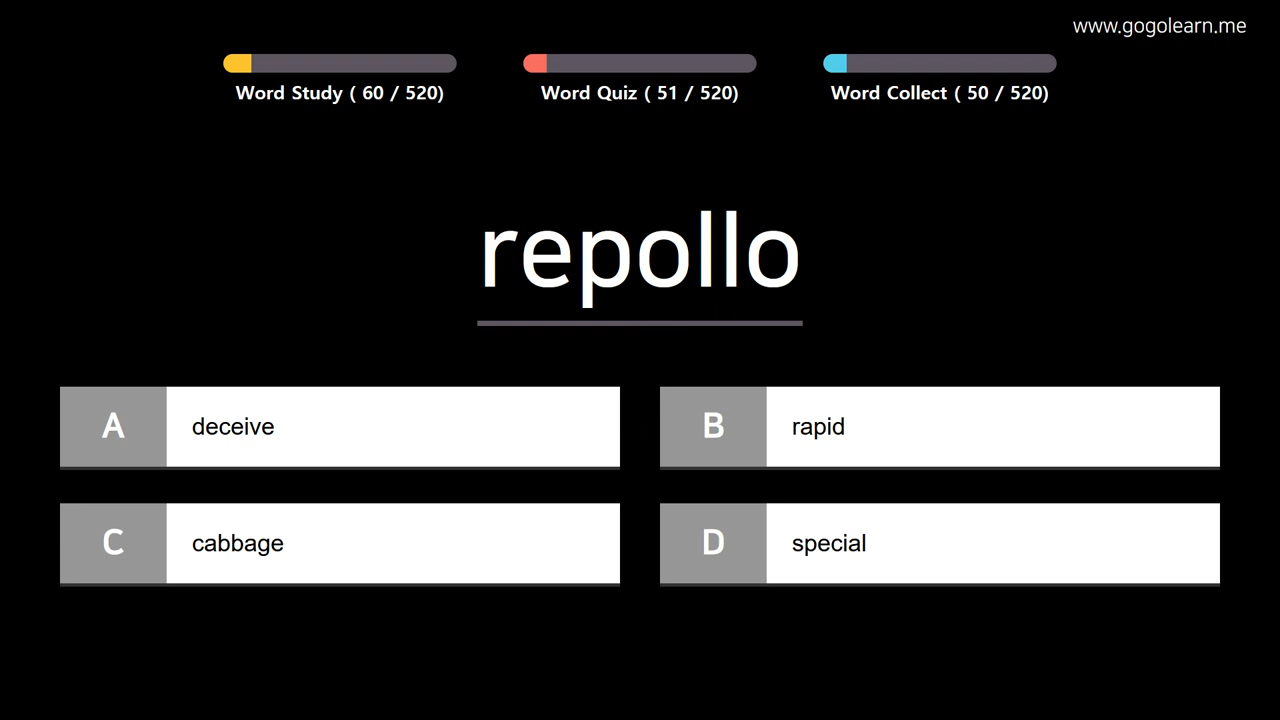 www.gogolearn.me
Word Study ( 60 / 520)
Word Quiz ( 51 / 520)
Word Collect ( 50 / 520)
repollo
A deceive
B rapid
C cabbage
D special